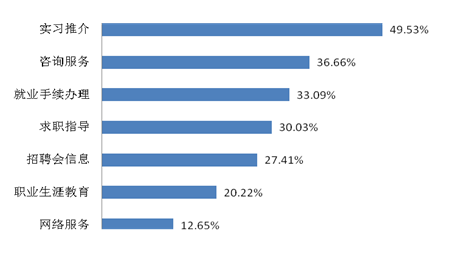 实习推介 49.53%
咨询服务 36.66%
就业手续办理 33.09%
求职指导 30.03%
招聘会信息 27.41%
职业生涯教育 20.22%
网络服务 12.65%